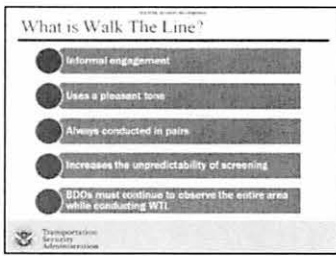 What is Walk The Line?
Informal engagement
Uses a pleasant tone
Always conducted in pairs
Increases the unpredictability of screening
BDOs must continue to observe the entire area
while conducting WTL
Transportation
Security
Administration